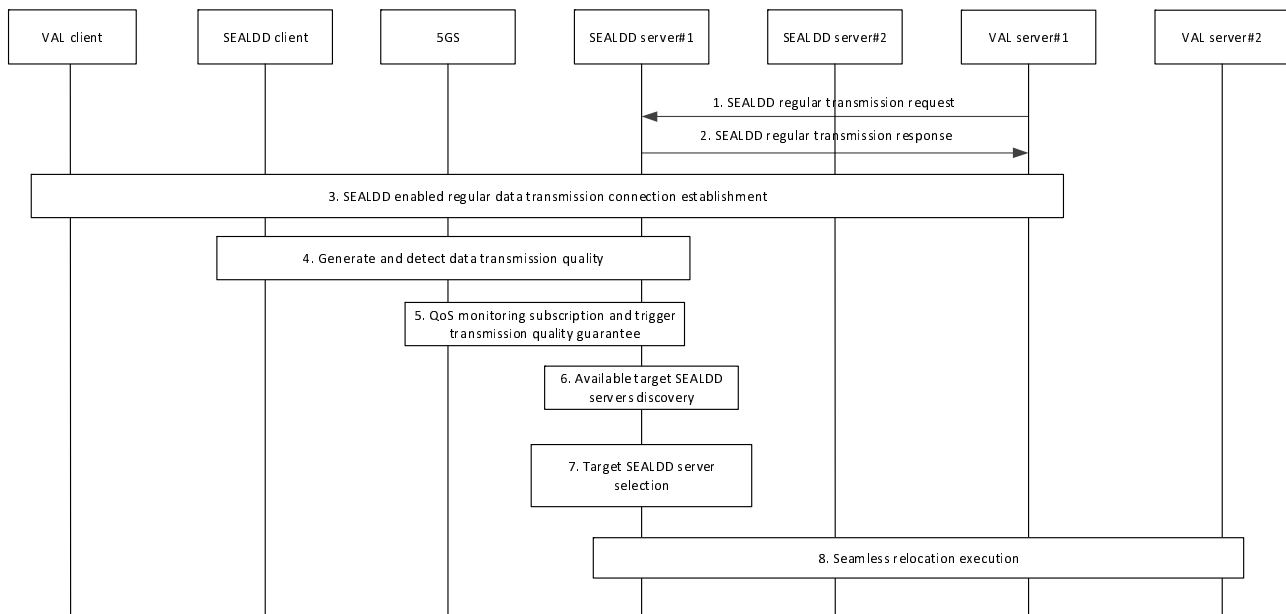 VAL client
SEALDD client
5GS
SEALDD server#1
SEALDD server#2
VAL server#1
VAL server#2
1. SEALDD regular transmission request
2. SEALDD regular transmission response
3. SEALDD enabled regular data transmission connection establishment
4. Generate and detect data transmission quality
5. QoS monitoring subscription and trigger
transmission quality guarantee
6. Available target SEALDD
servers discovery
7. Target SEALDD server
selection
8. Seamless relocation execution